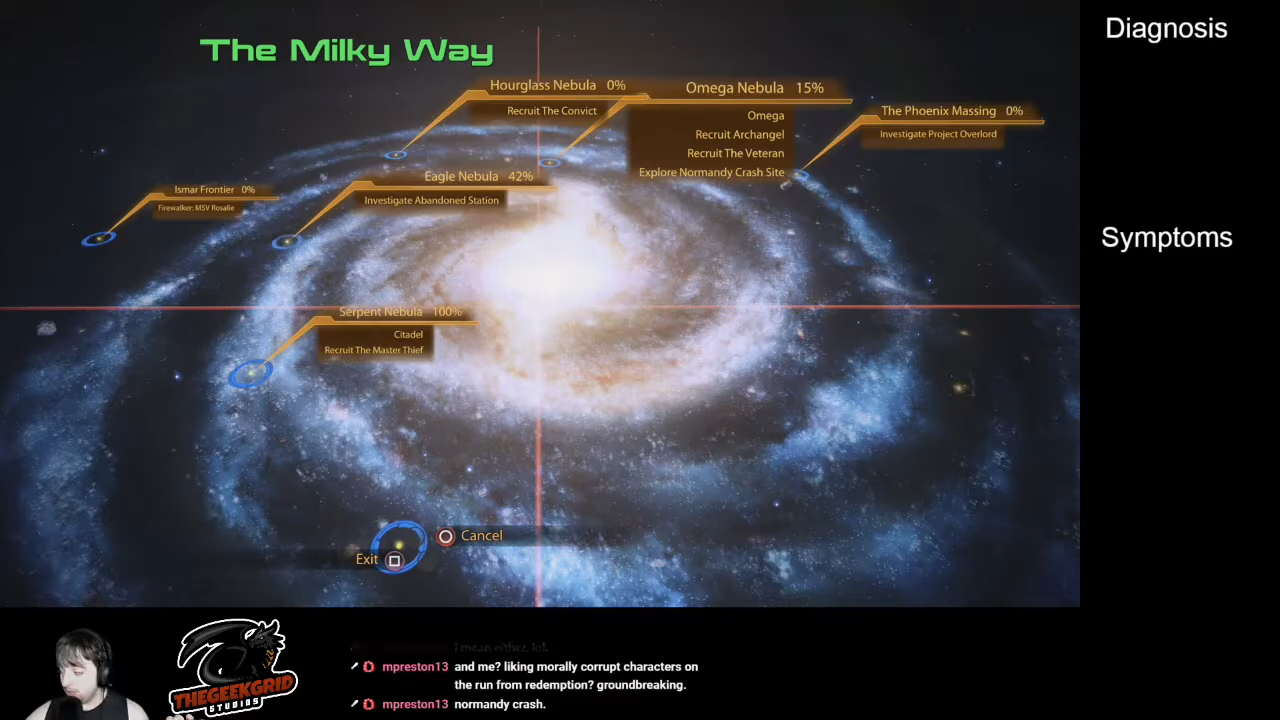 The Milky Way
Diagnosis
Hourglass Nebula 0%
Recruit The Convict
Omega Nebula 15%
Omega
Recruit Archangel
Recruit The Veteran
Explore Normandy Crash Site
The Phoenix Massing 0%
Investigate Project Overlord
Eagle Nebula 42%
Investigate Abandoned Station
Ismar Frontier 0%
Firewalker: MSV Rosalie
Symptoms
Serpent Nebula 100%
Citadel
Recruit The Master Thief
Cancel
Exit
I mean either, lol.
mpreston13 and me? liking morally corrupt characters on
the run from redemption? groundbreaking.
mpreston13 normandy crash.
THEGEEKGRID
STUDIOS